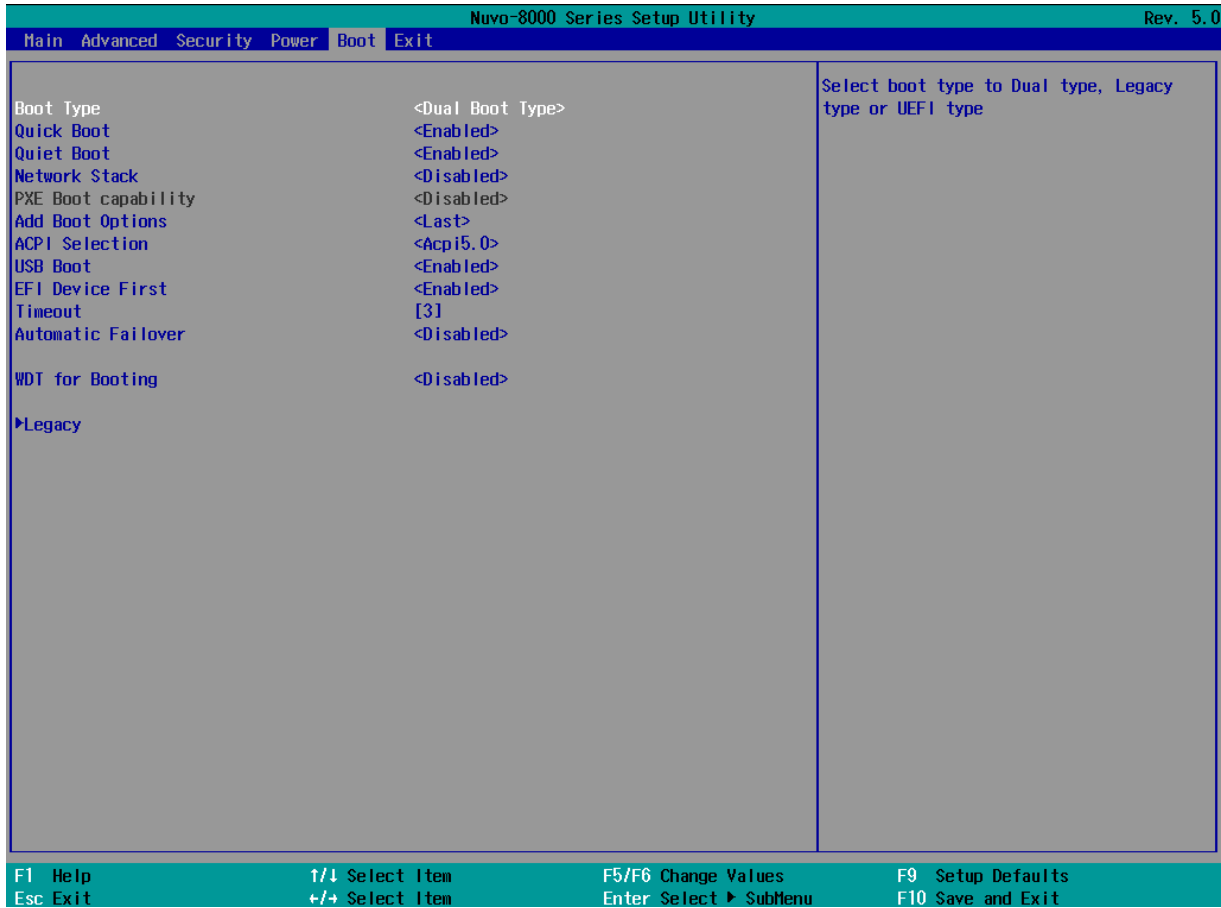 Nuvo-8000 Series Setup Utility Rev. 5.0
Main Advanced Security Power Boot Exit
Boot Type <Dual Boot Type>
Quick Boot <Enabled>
Quiet Boot <Enabled>
Network Stack <Disabled>
PXE Boot capability <Disabled>
Add Boot Options <Last>
ACPI Selection <Acpi5.0>
USB Boot <Enabled>
EFI Device First <Enabled>
Timeout [3]
Automatic Failover <Disabled>
WDT for Booting <Disabled>
▶Legacy
Select boot type to Dual type, Legacy
type or UEFI type
F1 Help ↑/↓ Select Item F5/F6 Change Values F9 Setup Defaults
Esc Exit ←/→ Select Item Enter Select ▶ SubMenu F10 Save and Exit